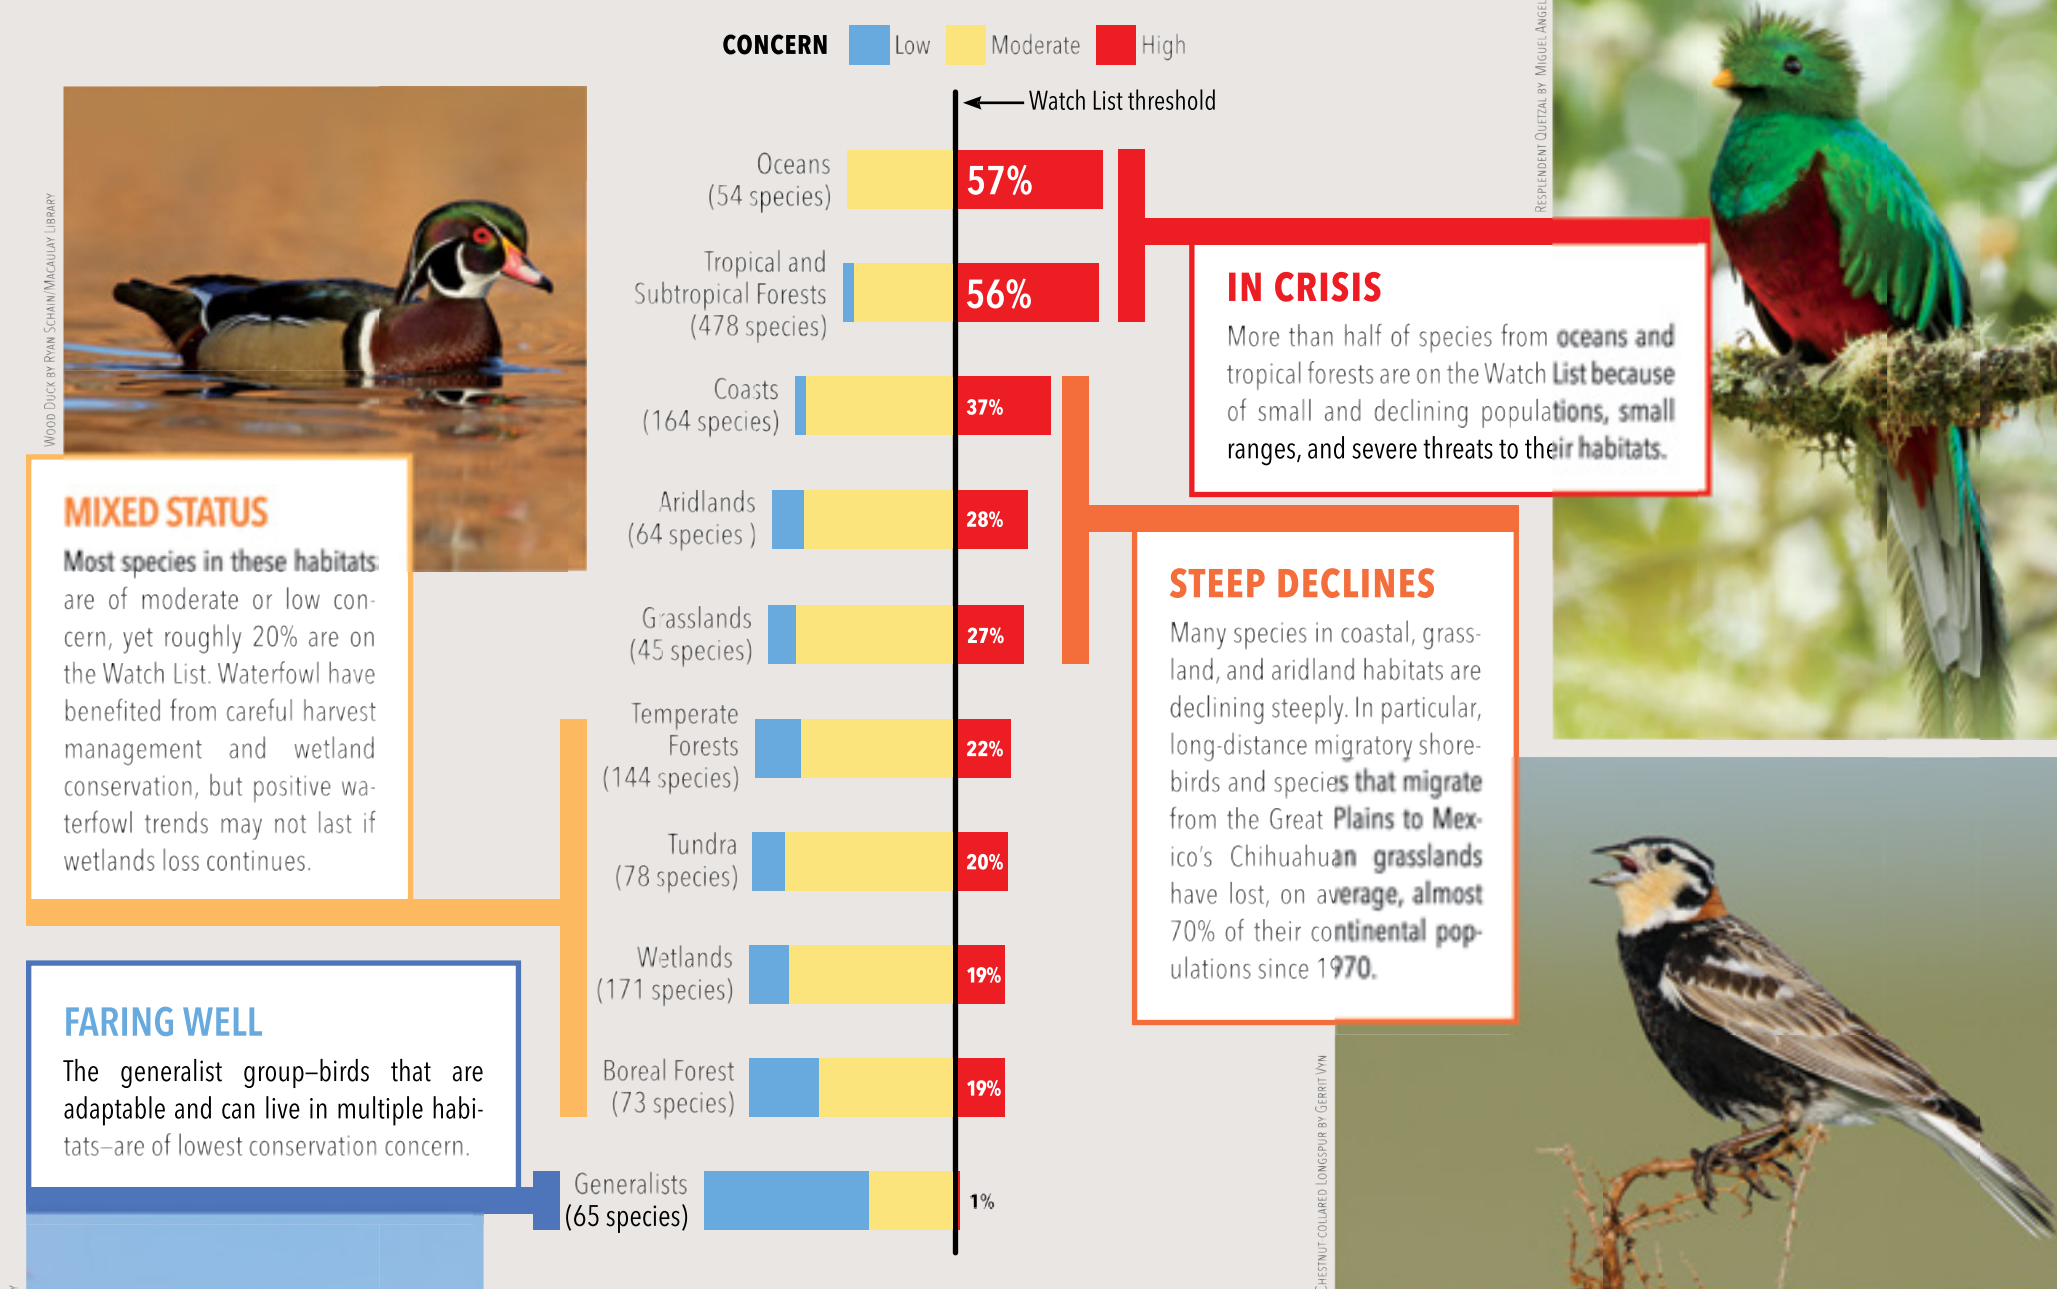 CONCERN Low Moderate High
Watch List threshold
Oceans
(54 species)
57%
Tropical and
Subtropical Forests
(478 species)
56%
Coasts
(164 species)
37%
Aridlands
(64 species )
28%
Grasslands
(45 species)
27%
Temperate
Forests
(144 species)
22%
Tundra
(78 species)
20%
Wetlands
(171 species)
19%
Boreal Forest
(73 species)
19%
Generalists
(65 species)
1%
IN CRISIS
More than half of species from oceans and
tropical forests are on the Watch List because
of small and declining populations, small
ranges, and severe threats to their habitats.
STEEP DECLINES
Many species in coastal, grass-
land, and aridland habitats are
declining steeply. In particular,
long-distance migratory shore-
birds and species that migrate
from the Great Plains to Mex-
ico's Chihuahuan grasslands
have lost, on average, almost
70% of their continental pop-
ulations since 1970.
MIXED STATUS
Most species in these habitats
are of moderate or low con-
cern, yet roughly 20% are on
the Watch List. Waterfowl have
benefited from careful harvest
management and wetland
conservation, but positive wa-
terfowl trends may not last if
wetlands loss continues.
FARING WELL
The generalist group–birds that are
adaptable and can live in multiple habi-
tats–are of lowest conservation concern.
WOOD DUCK BY RYAN SCHAIN/MACAULAY LIBRARY
RESPLENDENT QUETZAL BY MIGUEL ANGEL
CHESTNUT-COLLARED LONGSPUR BY GERRIT VYN